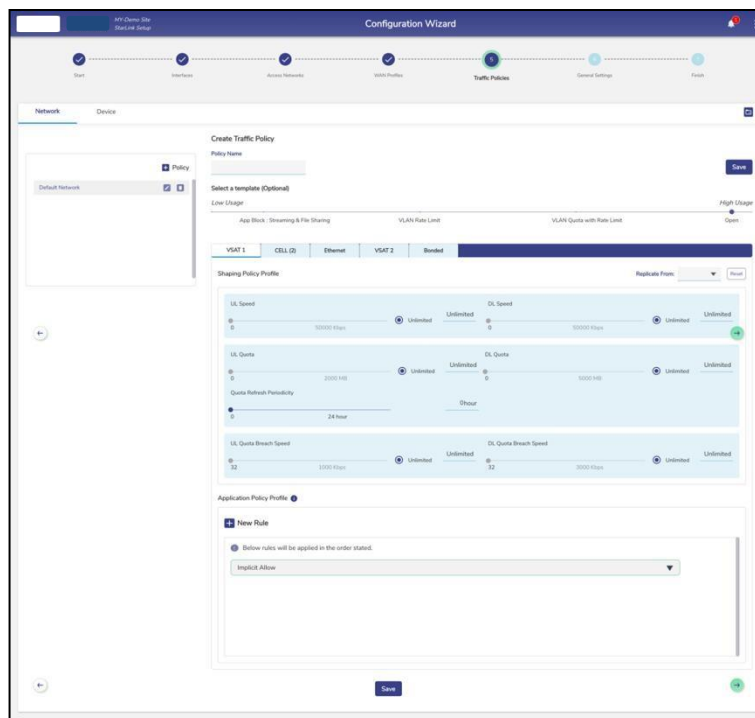 MY-Demo Site
StarLink Setup
Configuration Wizard
Start
Interfaces
Access Networks
WAN Profiles
5
Traffic Policies
General Settings
Finish
Network Device
Create Traffic Policy
Policy Name
Policy
Save
Default Network
Select a template (Optional)
Low Usage High Usage
App Block : Streaming & File Sharing VLAN Rate Limit VLAN Quota with Rate Limit Open
VSAT 1 CELL (2) Ethernet VSAT 2 Bonded
Shaping Policy Profile Replicate From: Reset
UL Speed DL Speed
Unlimited Unlimited Unlimited Unlimited
0 50000 Kbps 0 50000 Kbps
UL Quota DL Quota
Unlimited Unlimited Unlimited Unlimited
0 2000 MB 0 5000 MB
Quota Refresh Periodicity
0hour
0 24 hour
UL Quota Breach Speed DL Quota Breach Speed
Unlimited Unlimited Unlimited Unlimited
32 1000 Kbps 32 3000 Kbps
Application Policy Profile
New Rule
Below rules will be applied in the order stated.
Implicit Allow
Save